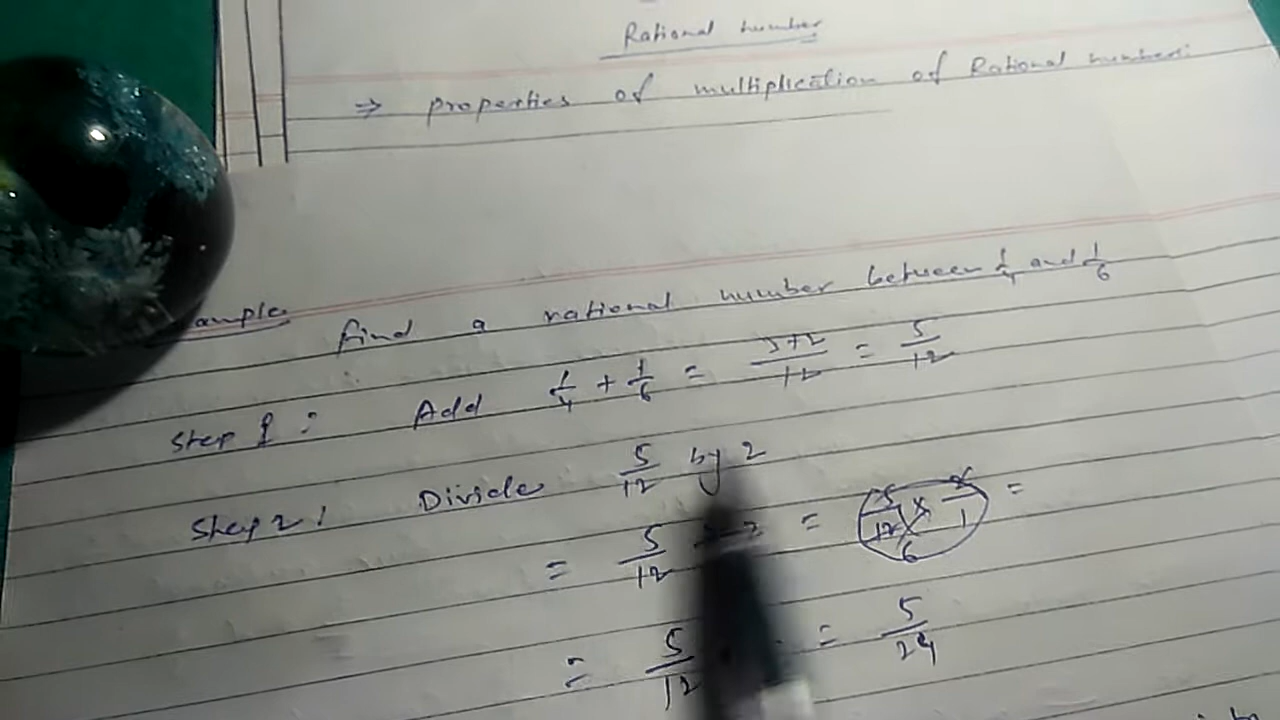 Rational number
⇒ properties of multiplication of Rational numbers:
ample find a rational number between 1/4 and 1/6
Step 1: Add 1/4 + 1/6 = 3+2/12 = 5/12
Step 2: Divide 5/12 by 2
= 5/12 ÷ 2 = 5/12 × 2/1 =
6
= 5/12 = 5/24